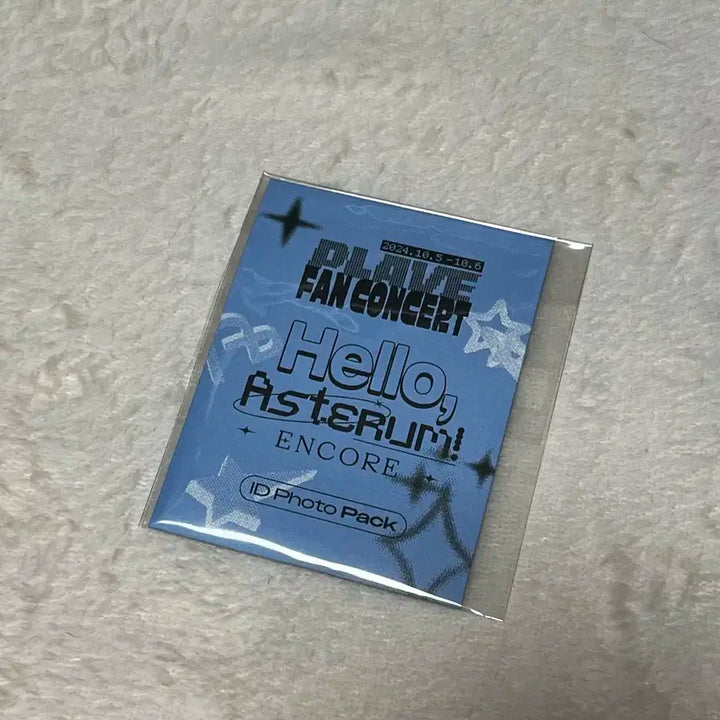 2024.10.5 -10.6
PLAVE
FAN CONCERT
Hello,
Asterum!
ENCORE
ID Photo Pack